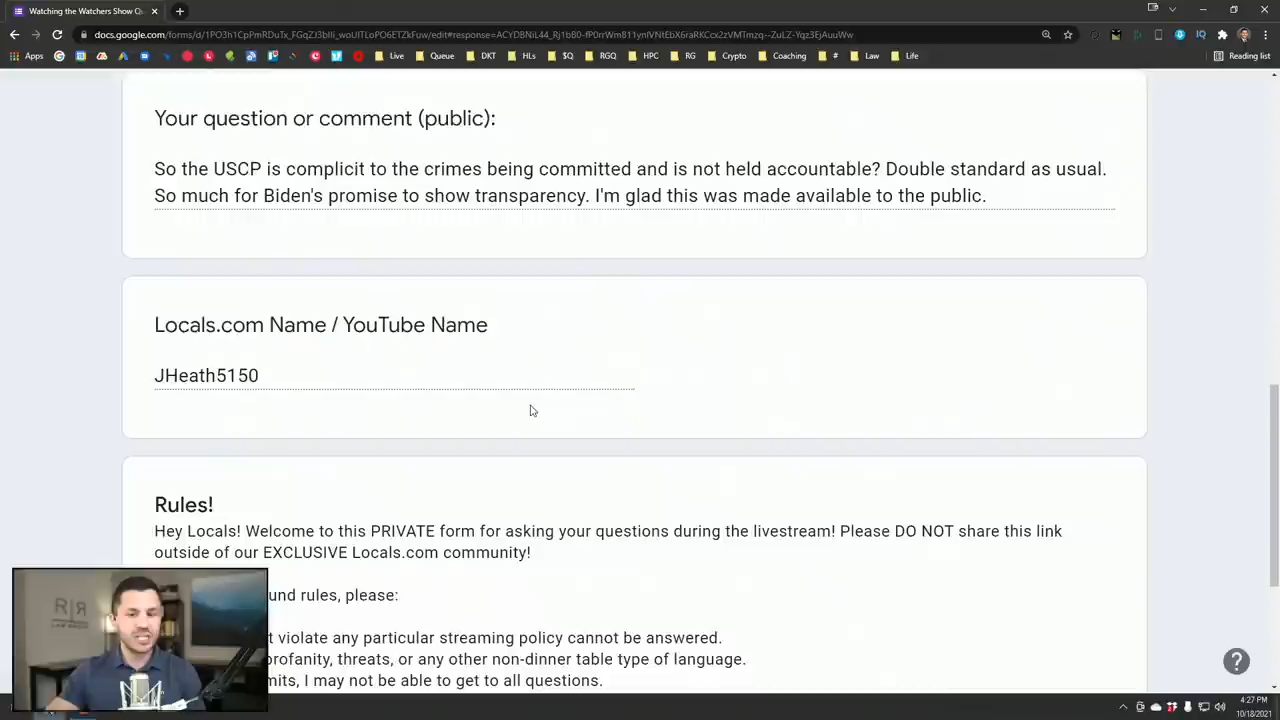 Watching the Watchers Show Q
docs.google.com/forms/d/1PO3h1CpPmRDuTx_FGqZJ3bIli_woUlTLoPO6ETZkFuw/edit#response=ACYDBNiL44_Rj1b80-fP0rrWm811ynIVNtEbX6raRKCcx2zVMTmzq--ZuLZ-Yqz3EjAuuWw
Apps Live Queue DKT HLs $Q RGQ HPC RG Crypto Coaching # Law Life Reading list
Your question or comment (public):
So the USCP is complicit to the crimes being committed and is not held accountable? Double standard as usual.
So much for Biden's promise to show transparency. I'm glad this was made available to the public.
Locals.com Name / YouTube Name
JHeath5150
Rules!
Hey Locals! Welcome to this PRIVATE form for asking your questions during the livestream! Please DO NOT share this link
outside of our EXCLUSIVE Locals.com community!
und rules, please:
t violate any particular streaming policy cannot be answered.
rofanity, threats, or any other non-dinner table type of language.
mits, I may not be able to get to all questions.
R R
4:27 PM
10/18/2021